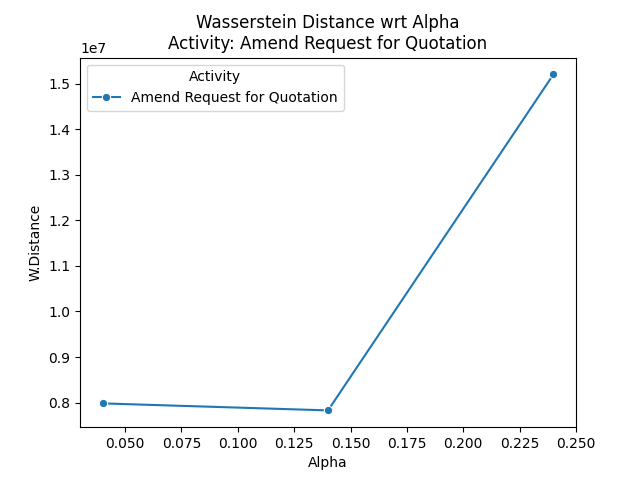 Wasserstein Distance wrt Alpha
Activity: Amend Request for Quotation
1e7
Activity
Amend Request for Quotation
1.5
1.4
1.3
1.2
1.1
1.0
0.9
0.8
W.Distance
0.050 0.075 0.100 0.125 0.150 0.175 0.200 0.225 0.250
Alpha